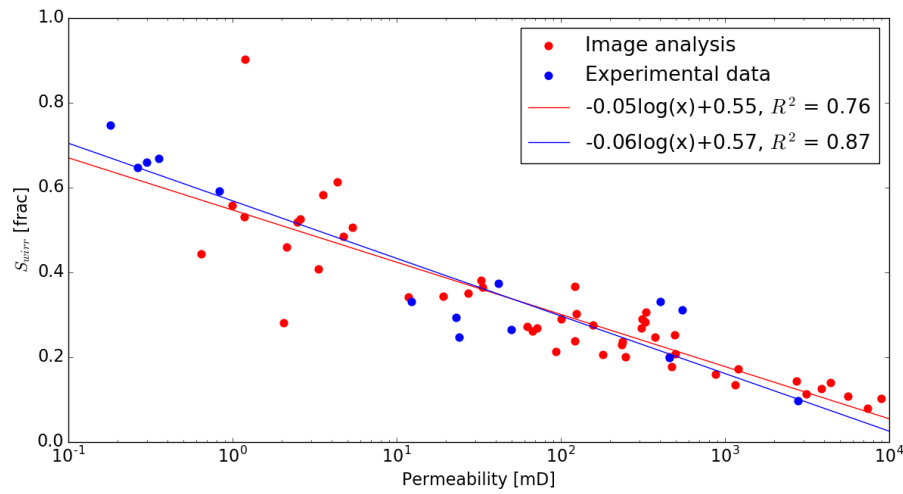 1.0
0.8
0.6
0.4
0.2
0.0
S_wirr [frac]
Image analysis
Experimental data
-0.05log(x)+0.55, R² = 0.76
-0.06log(x)+0.57, R² = 0.87
10⁻¹ 10⁰ 10¹ 10² 10³ 10⁴
Permeability [mD]